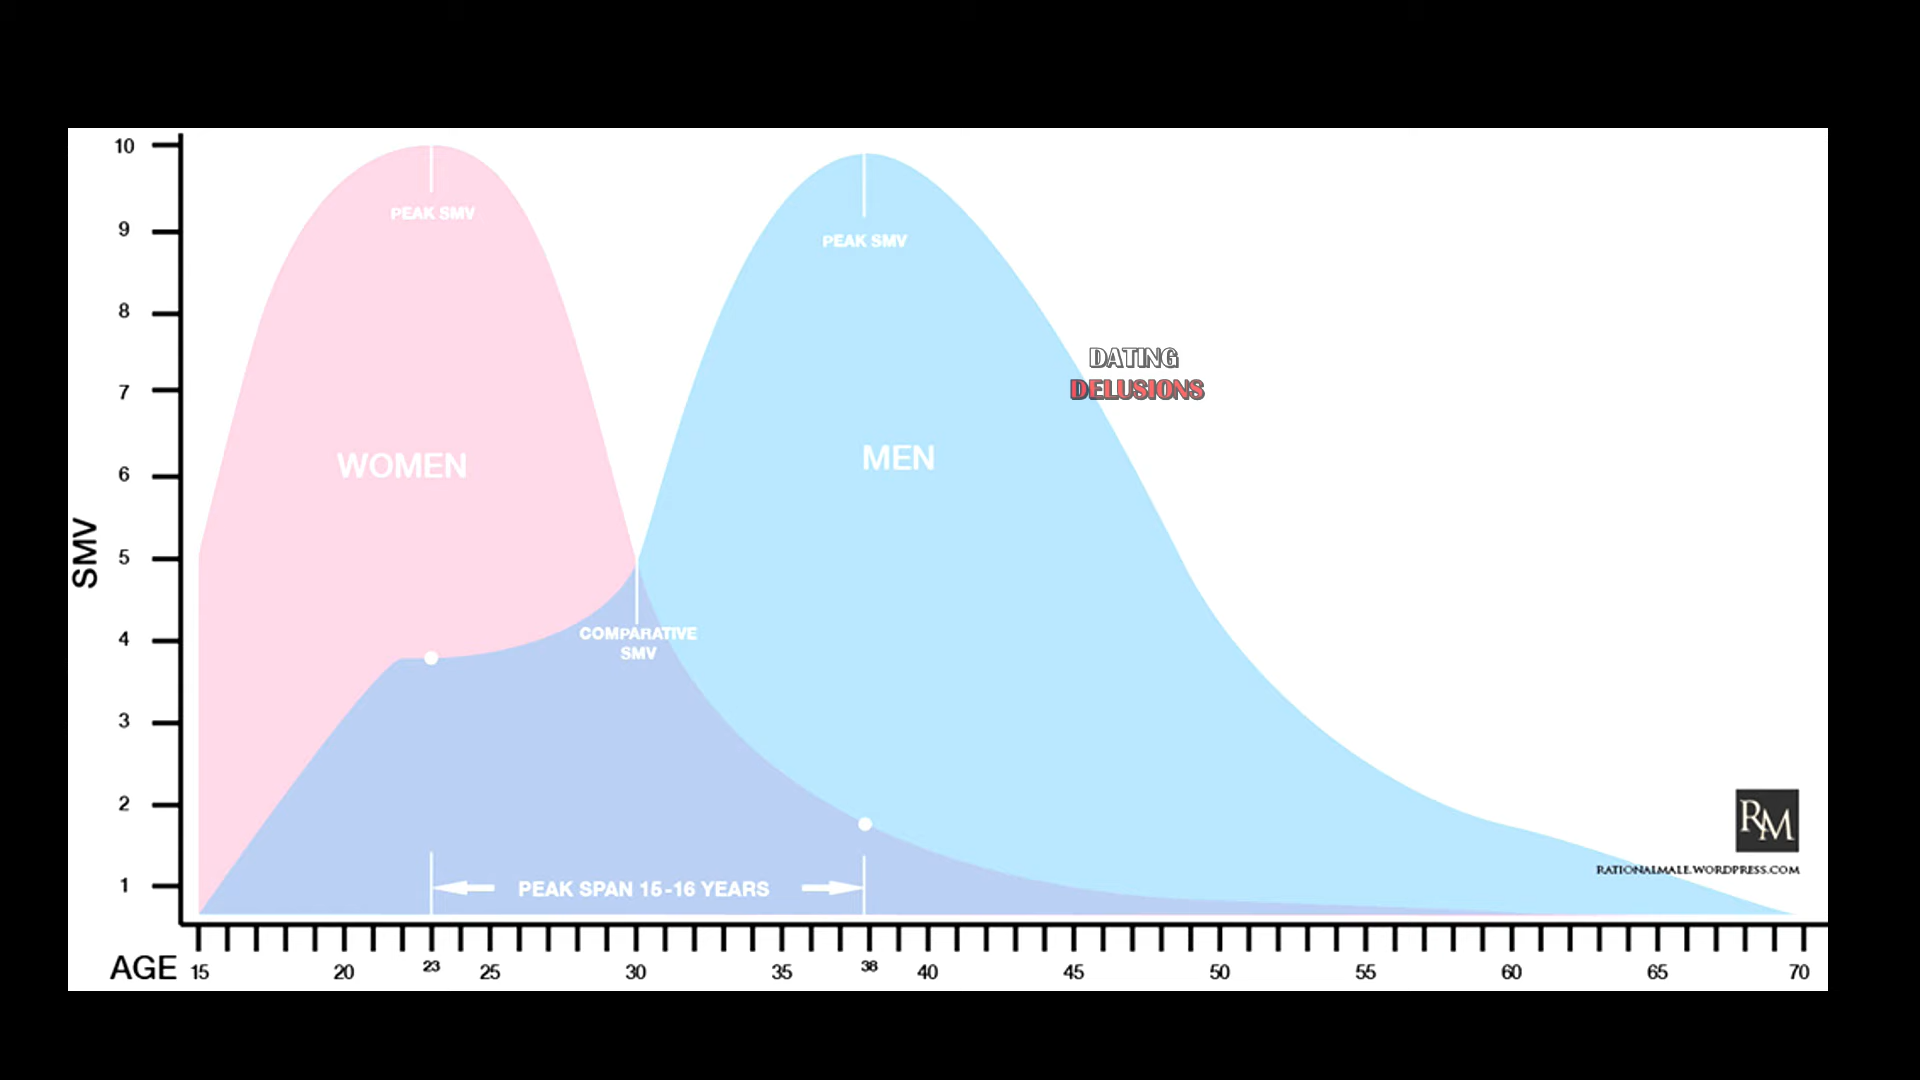 10
PEAK SMV
9
PEAK SMV
8
DATING
7
DELUSIONS
WOMEN
MEN
6
SMV
5
4
COMPARATIVE
SMV
3
2
RM
RATIONALMALE.WORDPRESS.COM
1
PEAK SPAN 15-16 YEARS
AGE 15 20 23 25 30 35 38 40 45 50 55 60 65 70